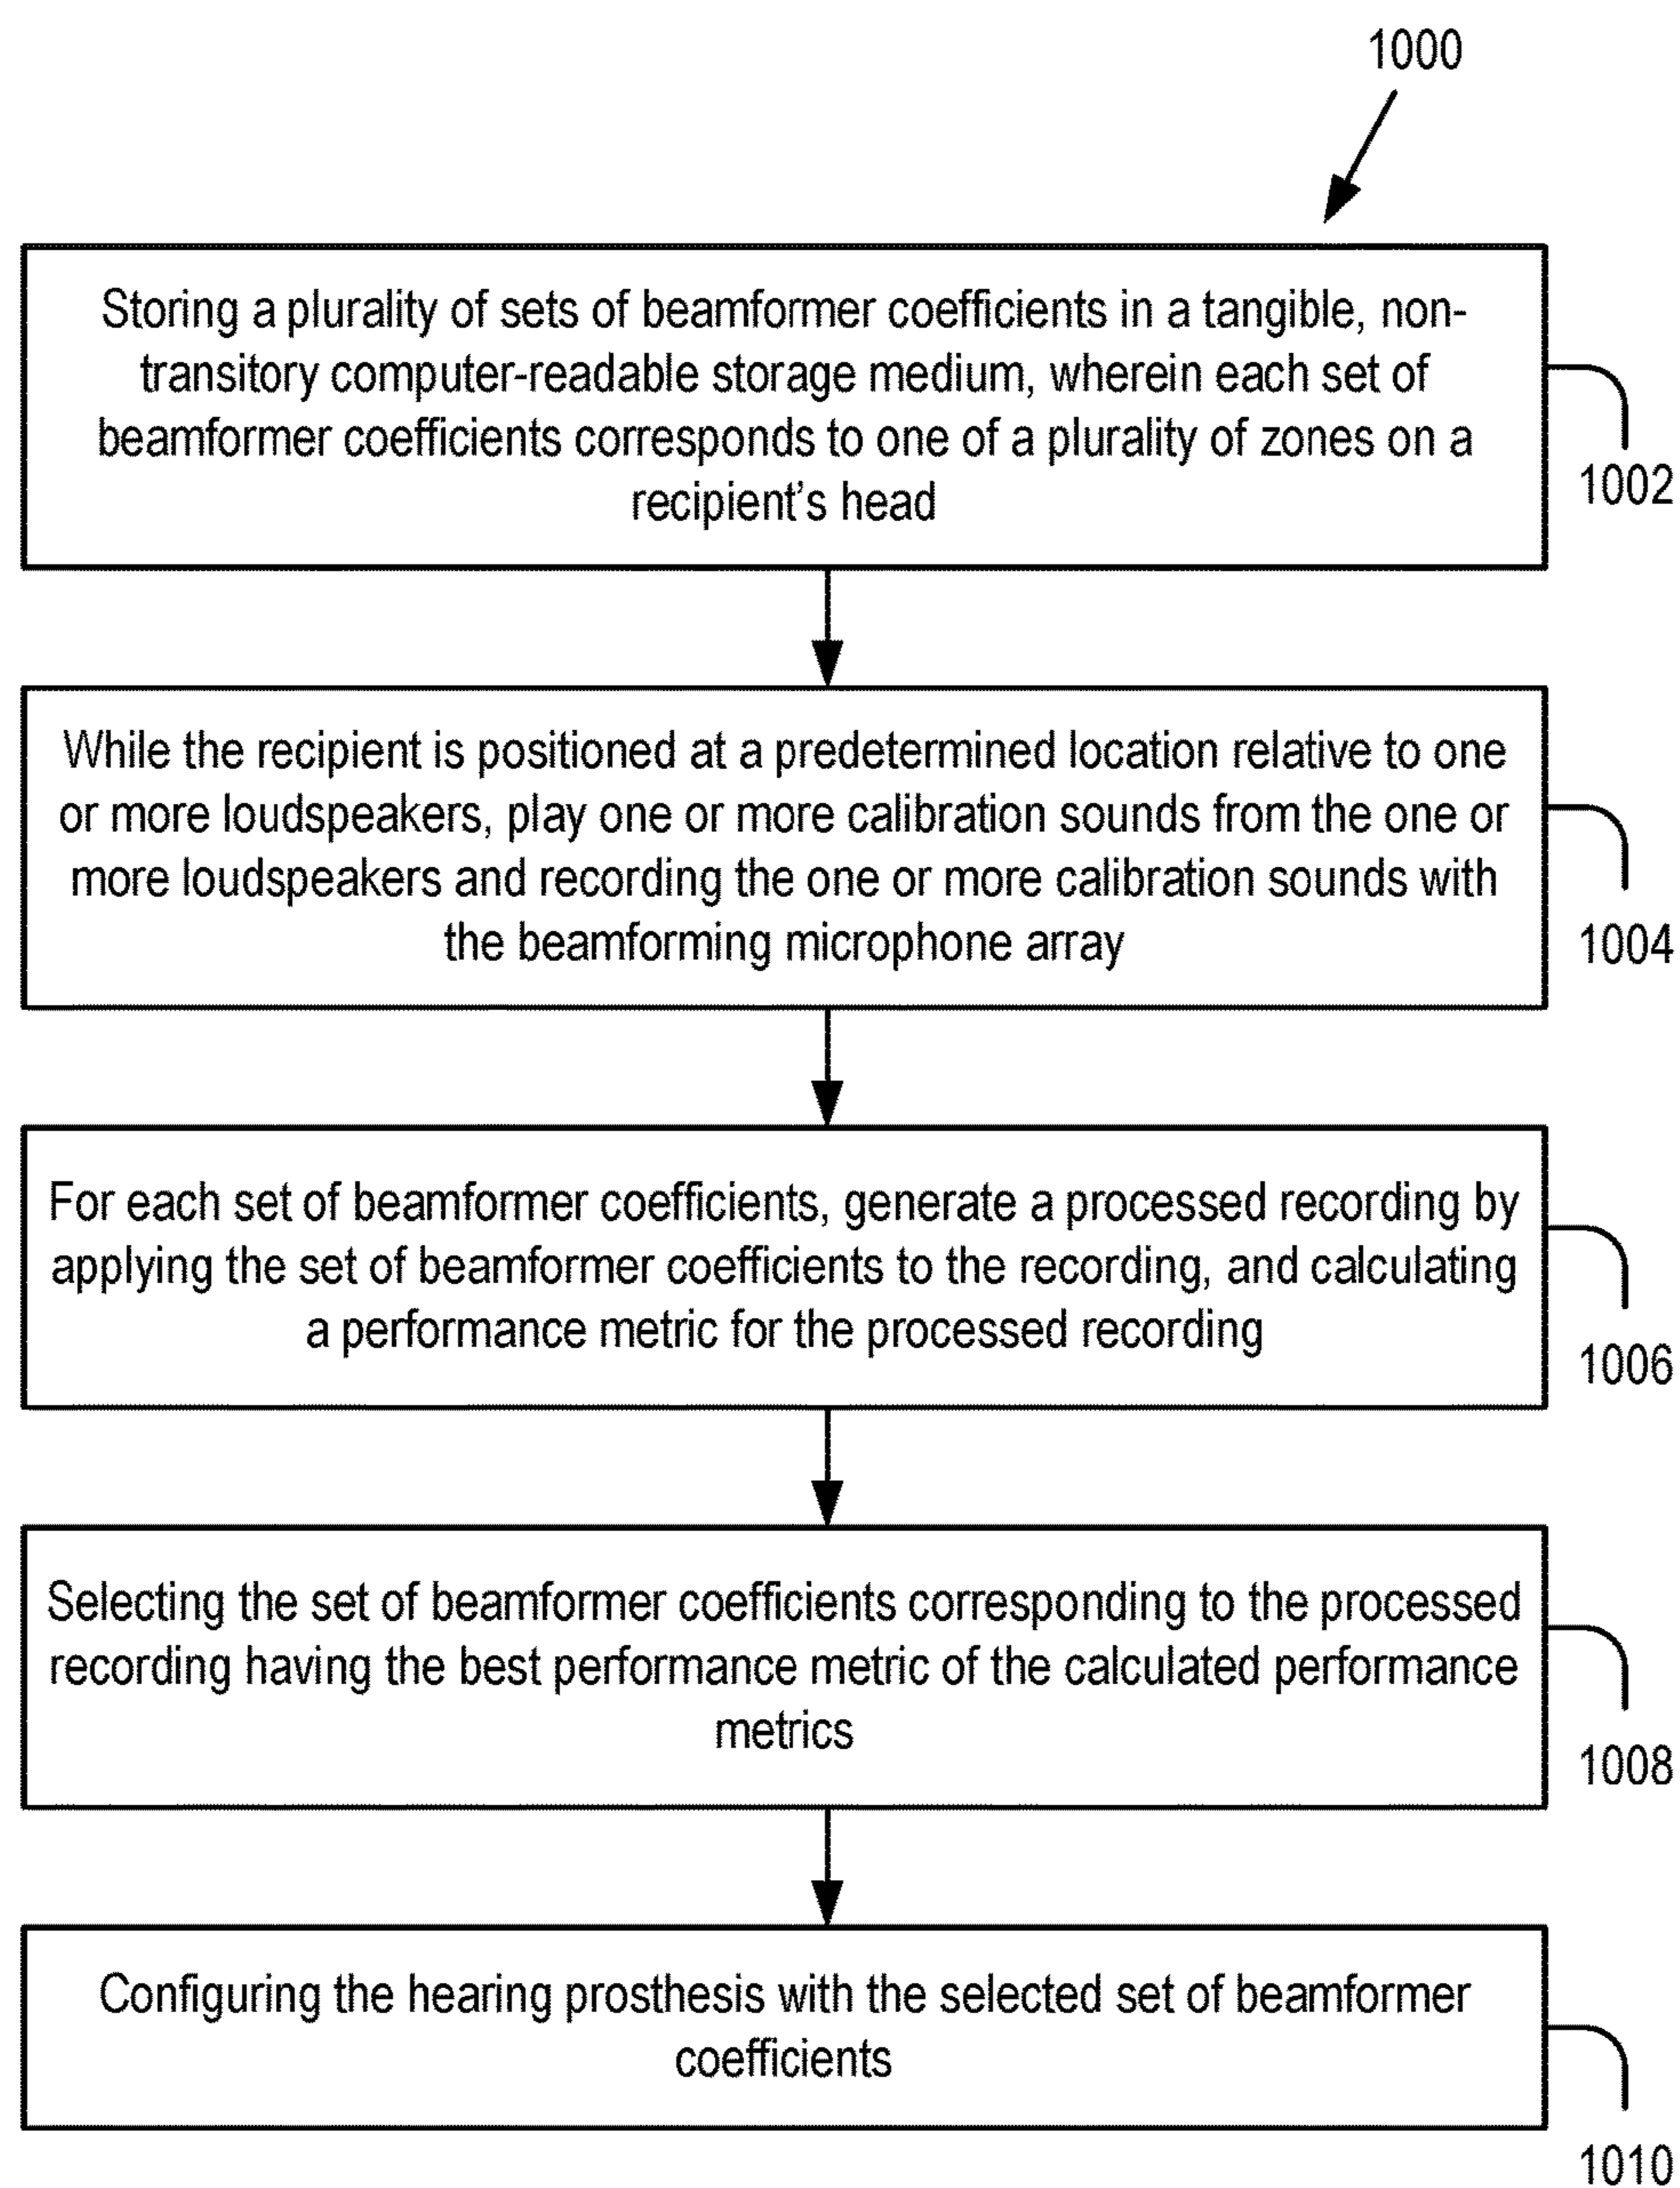 1000
Storing a plurality of sets of beamformer coefficients in a tangible, non-
transitory computer-readable storage medium, wherein each set of
beamformer coefficients corresponds to one of a plurality of zones on a
recipient's head
1002
While the recipient is positioned at a predetermined location relative to one
or more loudspeakers, play one or more calibration sounds from the one or
more loudspeakers and recording the one or more calibration sounds with
the beamforming microphone array
1004
For each set of beamformer coefficients, generate a processed recording by
applying the set of beamformer coefficients to the recording, and calculating
a performance metric for the processed recording
1006
Selecting the set of beamformer coefficients corresponding to the processed
recording having the best performance metric of the calculated performance
metrics
1008
Configuring the hearing prosthesis with the selected set of beamformer
coefficients
1010